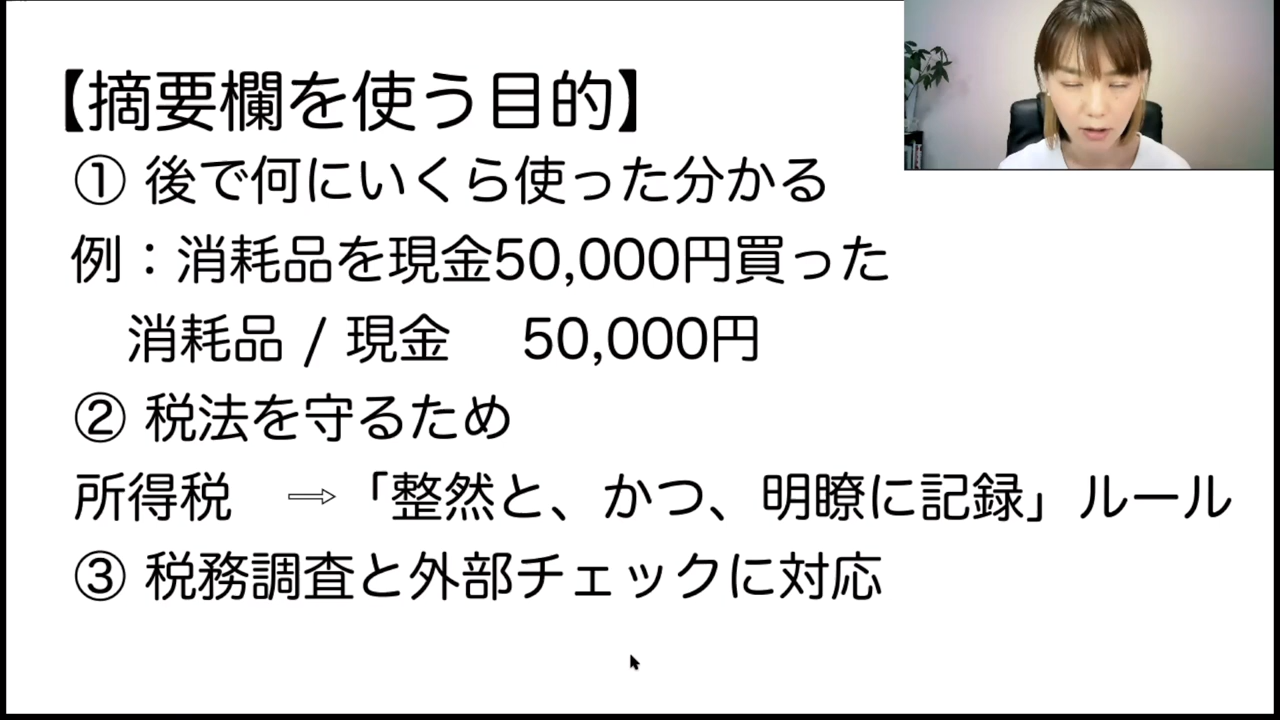 【摘要欄を使う目的】
① 後で何にいくら使った分かる
例：消耗品を現金50,000円買った
消耗品 / 現金　50,000円
② 税法を守るため
所得税　⇒「整然と、かつ、明瞭に記録」ルール
③ 税務調査と外部チェックに対応